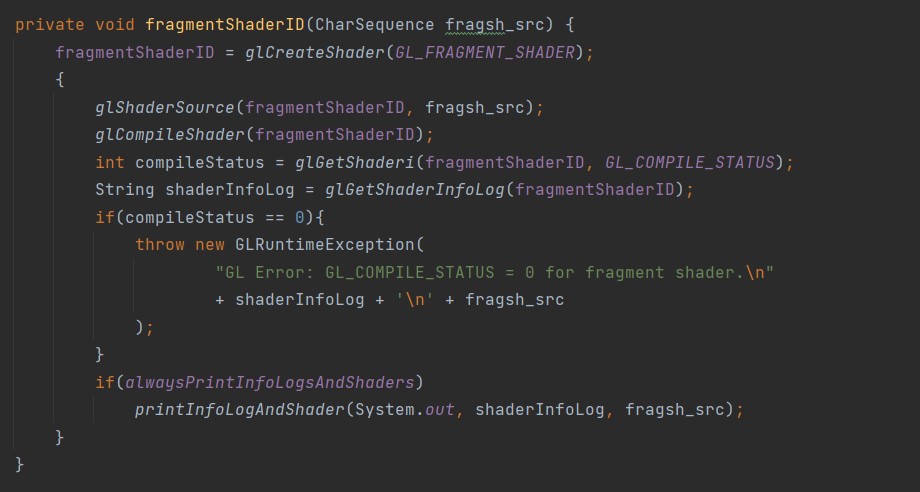 private void fragmentShaderID(CharSequence fragsh_src) {
    fragmentShaderID = glCreateShader(GL_FRAGMENT_SHADER);
    {
        glShaderSource(fragmentShaderID, fragsh_src);
        glCompileShader(fragmentShaderID);
        int compileStatus = glGetShaderi(fragmentShaderID, GL_COMPILE_STATUS);
        String shaderInfoLog = glGetShaderInfoLog(fragmentShaderID);
        if(compileStatus == 0){
            throw new GLRuntimeException(
                    "GL Error: GL_COMPILE_STATUS = 0 for fragment shader.\n"
                    + shaderInfoLog + '\n' + fragsh_src
            );
        }
        if(alwaysPrintInfoLogsAndShaders)
            printInfoLogAndShader(System.out, shaderInfoLog, fragsh_src);
    }
}